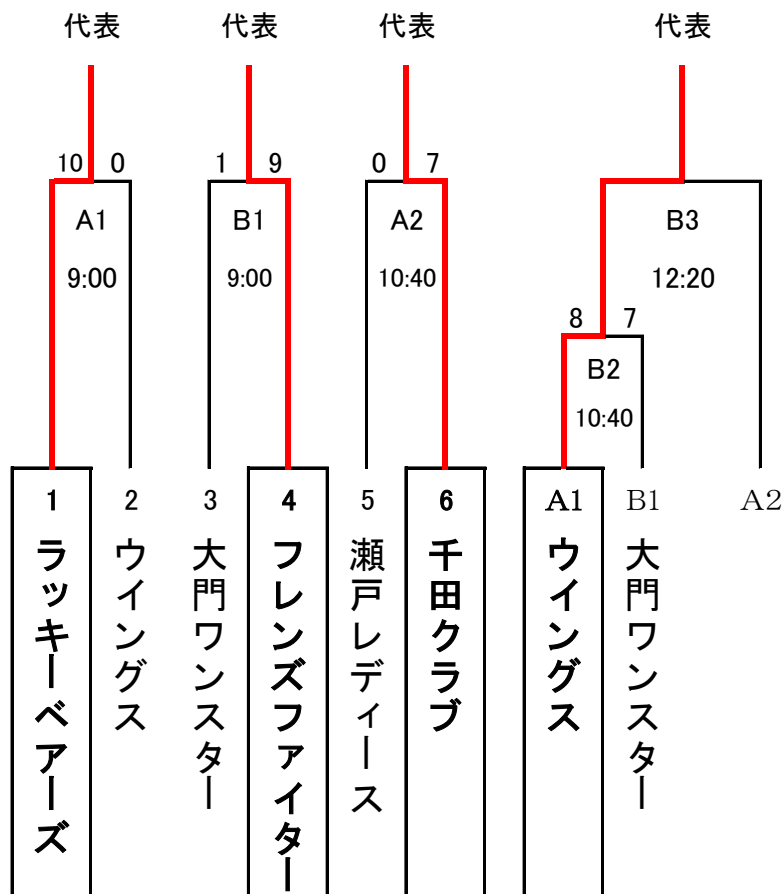 代表 代表 代表 代表
10 0 1 9 0 7
A1 B1 A2 B3
9:00 9:00 10:40 12:20
8 7
B2
10:40
1 2 3 4 5 6 A1 B1 A2
ラッキーベアーズ
ウイングス
大門ワンスター
フレンズファイター
瀬戸レディース
千田クラブ
ウイングス
大門ワンスター